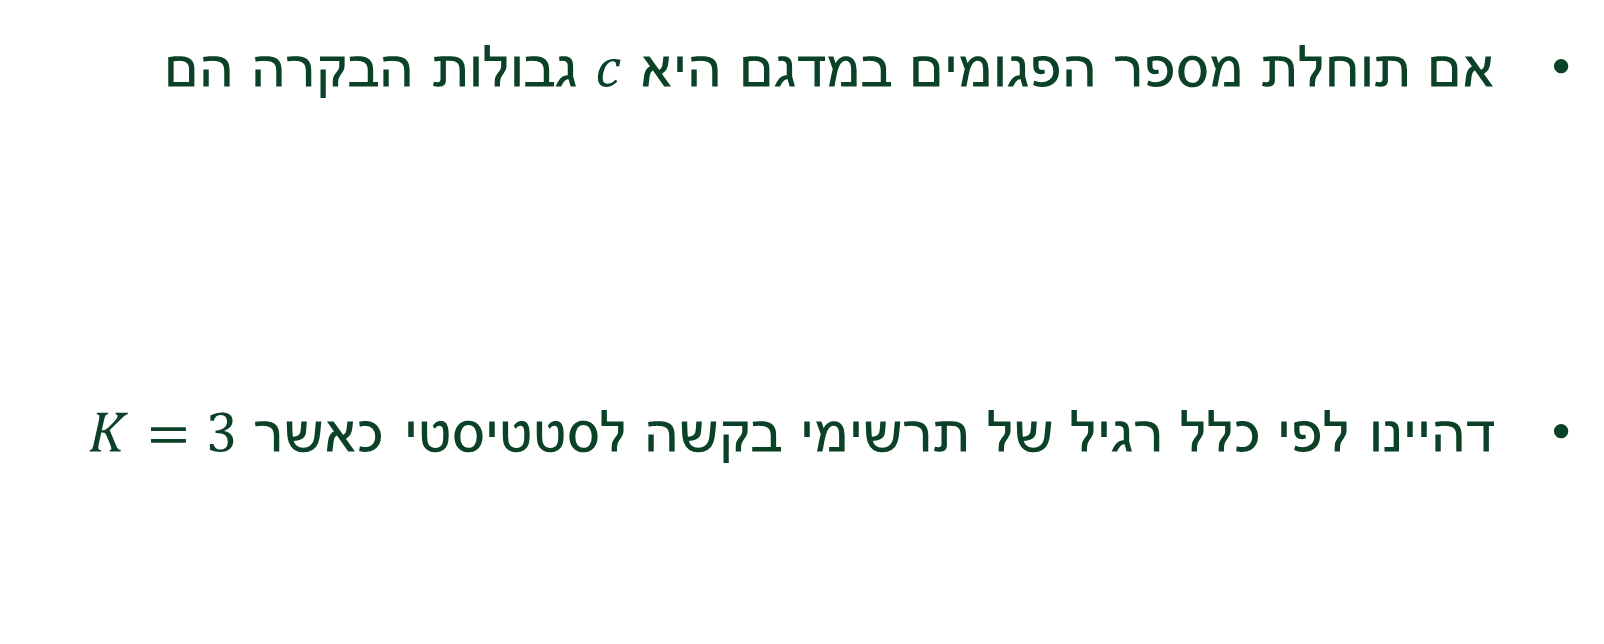 • אם תוחלת מספר הפגומים במדגם היא c גבולות הבקרה הם
• דהיינו לפי כלל רגיל של תרשימי בקשה לסטטיסטי כאשר K = 3